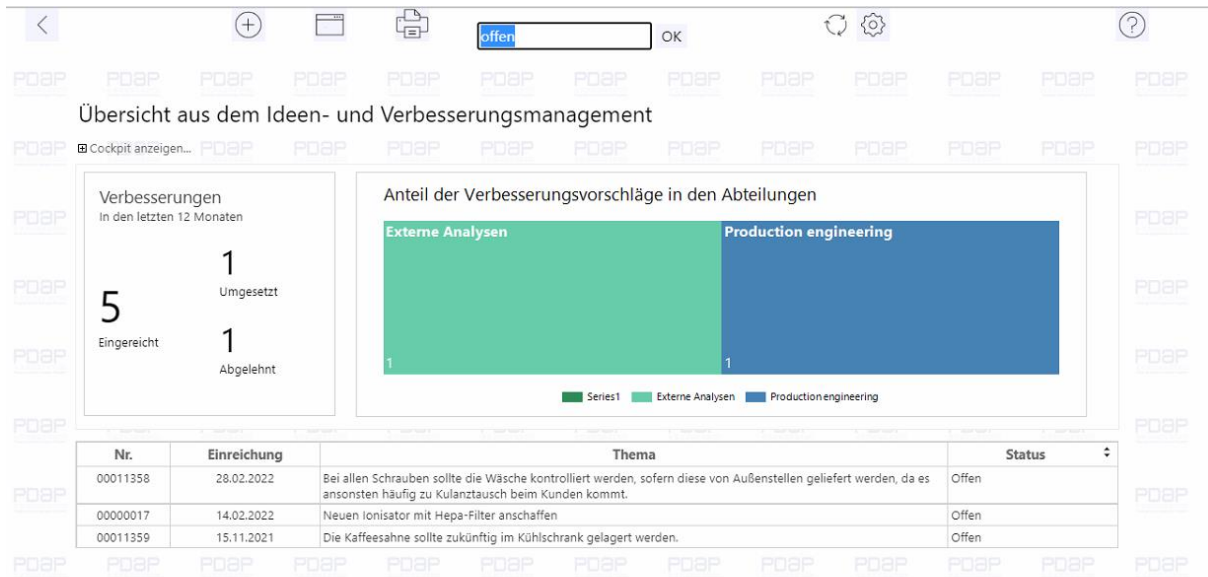 offen
OK
Übersicht aus dem Ideen- und Verbesserungsmanagement
Cockpit anzeigen...
Verbesserungen
In den letzten 12 Monaten
5
Eingereicht
1
Umgesetzt
1
Abgelehnt
Anteil der Verbesserungsvorschläge in den Abteilungen
Externe Analysen
Production engineering
1
1
Series1 Externe Analysen Production engineering
Nr. Einreichung Thema Status
00011358 28.02.2022 Bei allen Schrauben sollte die Wäsche kontrolliert werden, sofern diese von Außenstellen geliefert werden, da es Offen
ansonsten häufig zu Kulanztausch beim Kunden kommt.
00000017 14.02.2022 Neuen Ionisator mit Hepa-Filter anschaffen Offen
00011359 15.11.2021 Die Kaffeesahne sollte zukünftig im Kühlschrank gelagert werden. Offen